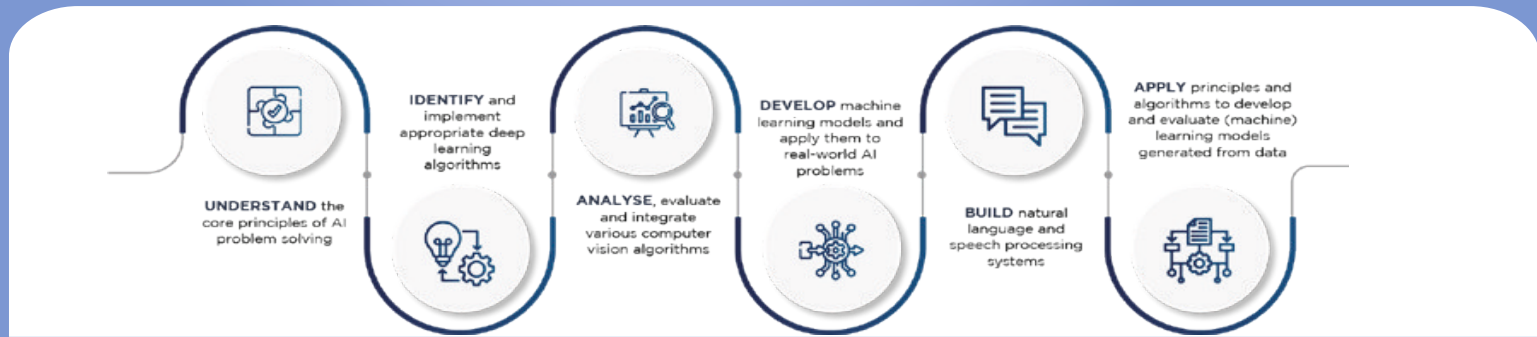 UNDERSTAND the
core principles of AI
problem solving
IDENTIFY and
implement
appropriate deep
learning
algorithms
ANALYSE, evaluate
and integrate
various computer
vision algorithms
DEVELOP machine
learning models and
apply them to
real-world AI
problems
BUILD natural
language and
speech processing
systems
APPLY principles and
algorithms to develop
and evaluate (machine)
learning models
generated from data